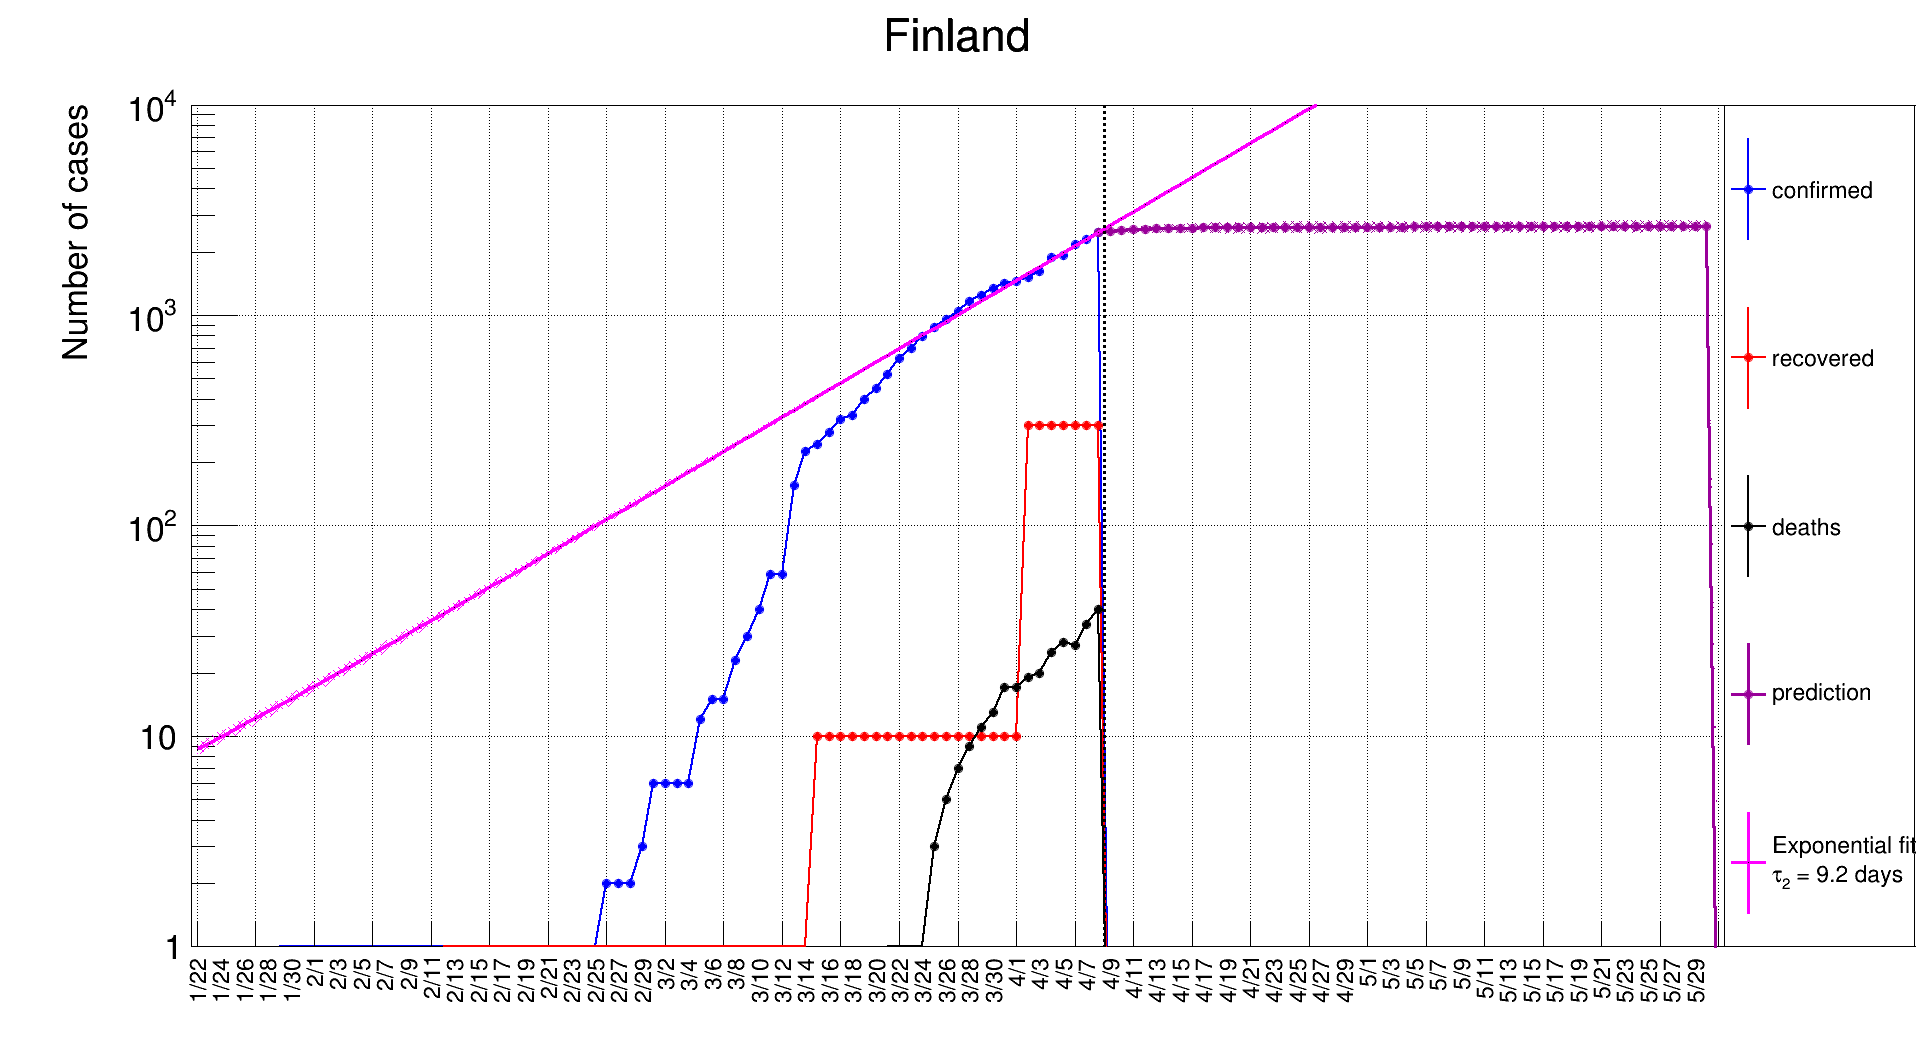 Finland
Number of cases
10⁴
10³
10²
10
1
1/22 1/24 1/26 1/28 1/30 2/1 2/3 2/5 2/7 2/9 2/11 2/13 2/15 2/17 2/19 2/21 2/23 2/25 2/27 2/29 3/2 3/4 3/6 3/8 3/10 3/12 3/14 3/16 3/18 3/20 3/22 3/24 3/26 3/28 3/30 4/1 4/3 4/5 4/7 4/9 4/11 4/13 4/15 4/17 4/19 4/21 4/23 4/25 4/27 4/29 5/1 5/3 5/5 5/7 5/9 5/11 5/13 5/15 5/17 5/19 5/21 5/23 5/25 5/27 5/29
confirmed
recovered
deaths
prediction
Exponential fit
τ₂ = 9.2 days